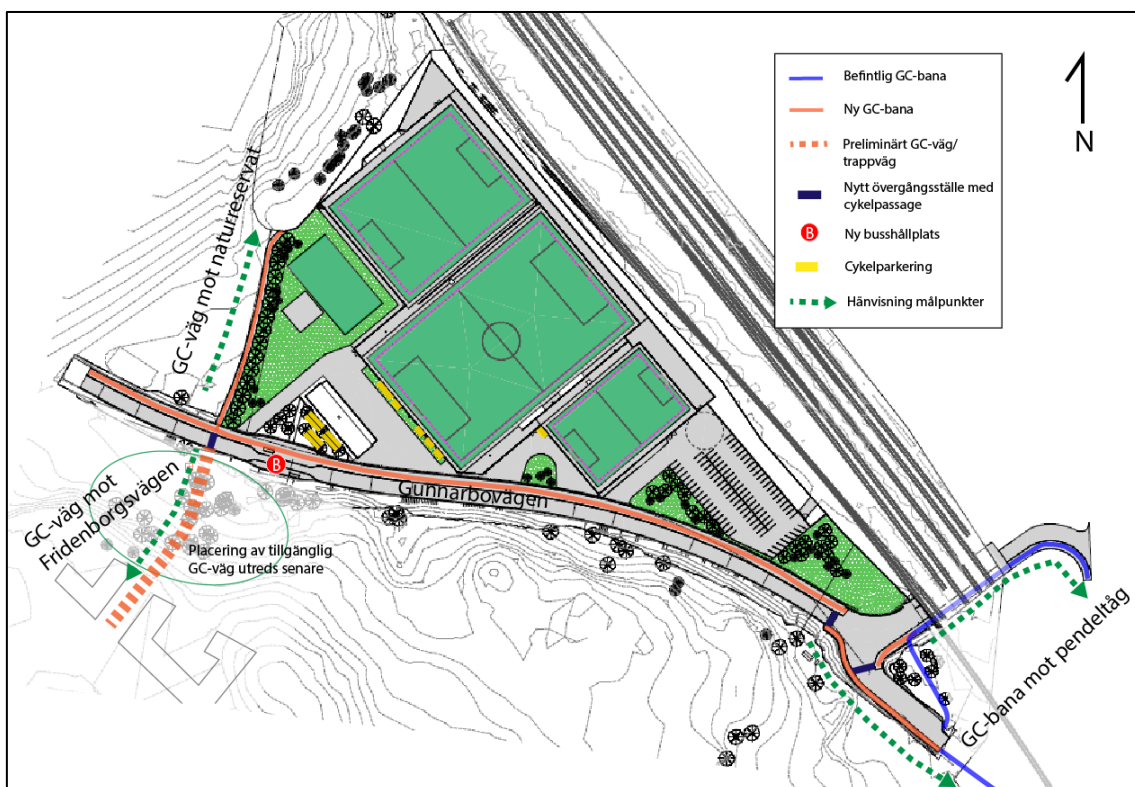 Befintlig GC-bana
Ny GC-bana
Preliminärt GC-väg/
trappväg
Nytt övergångsställe med
cykelpassage
B
Ny busshållplats
Cykelparkering
Hänvisning målpunkter
N
GC-väg mot naturreservat
B
Gunnarbovägen
GC-väg mot
Fridenborgsvägen
Placering av tillgänglig
GC-väg utreds senare
GC-bana mot pendeltåg